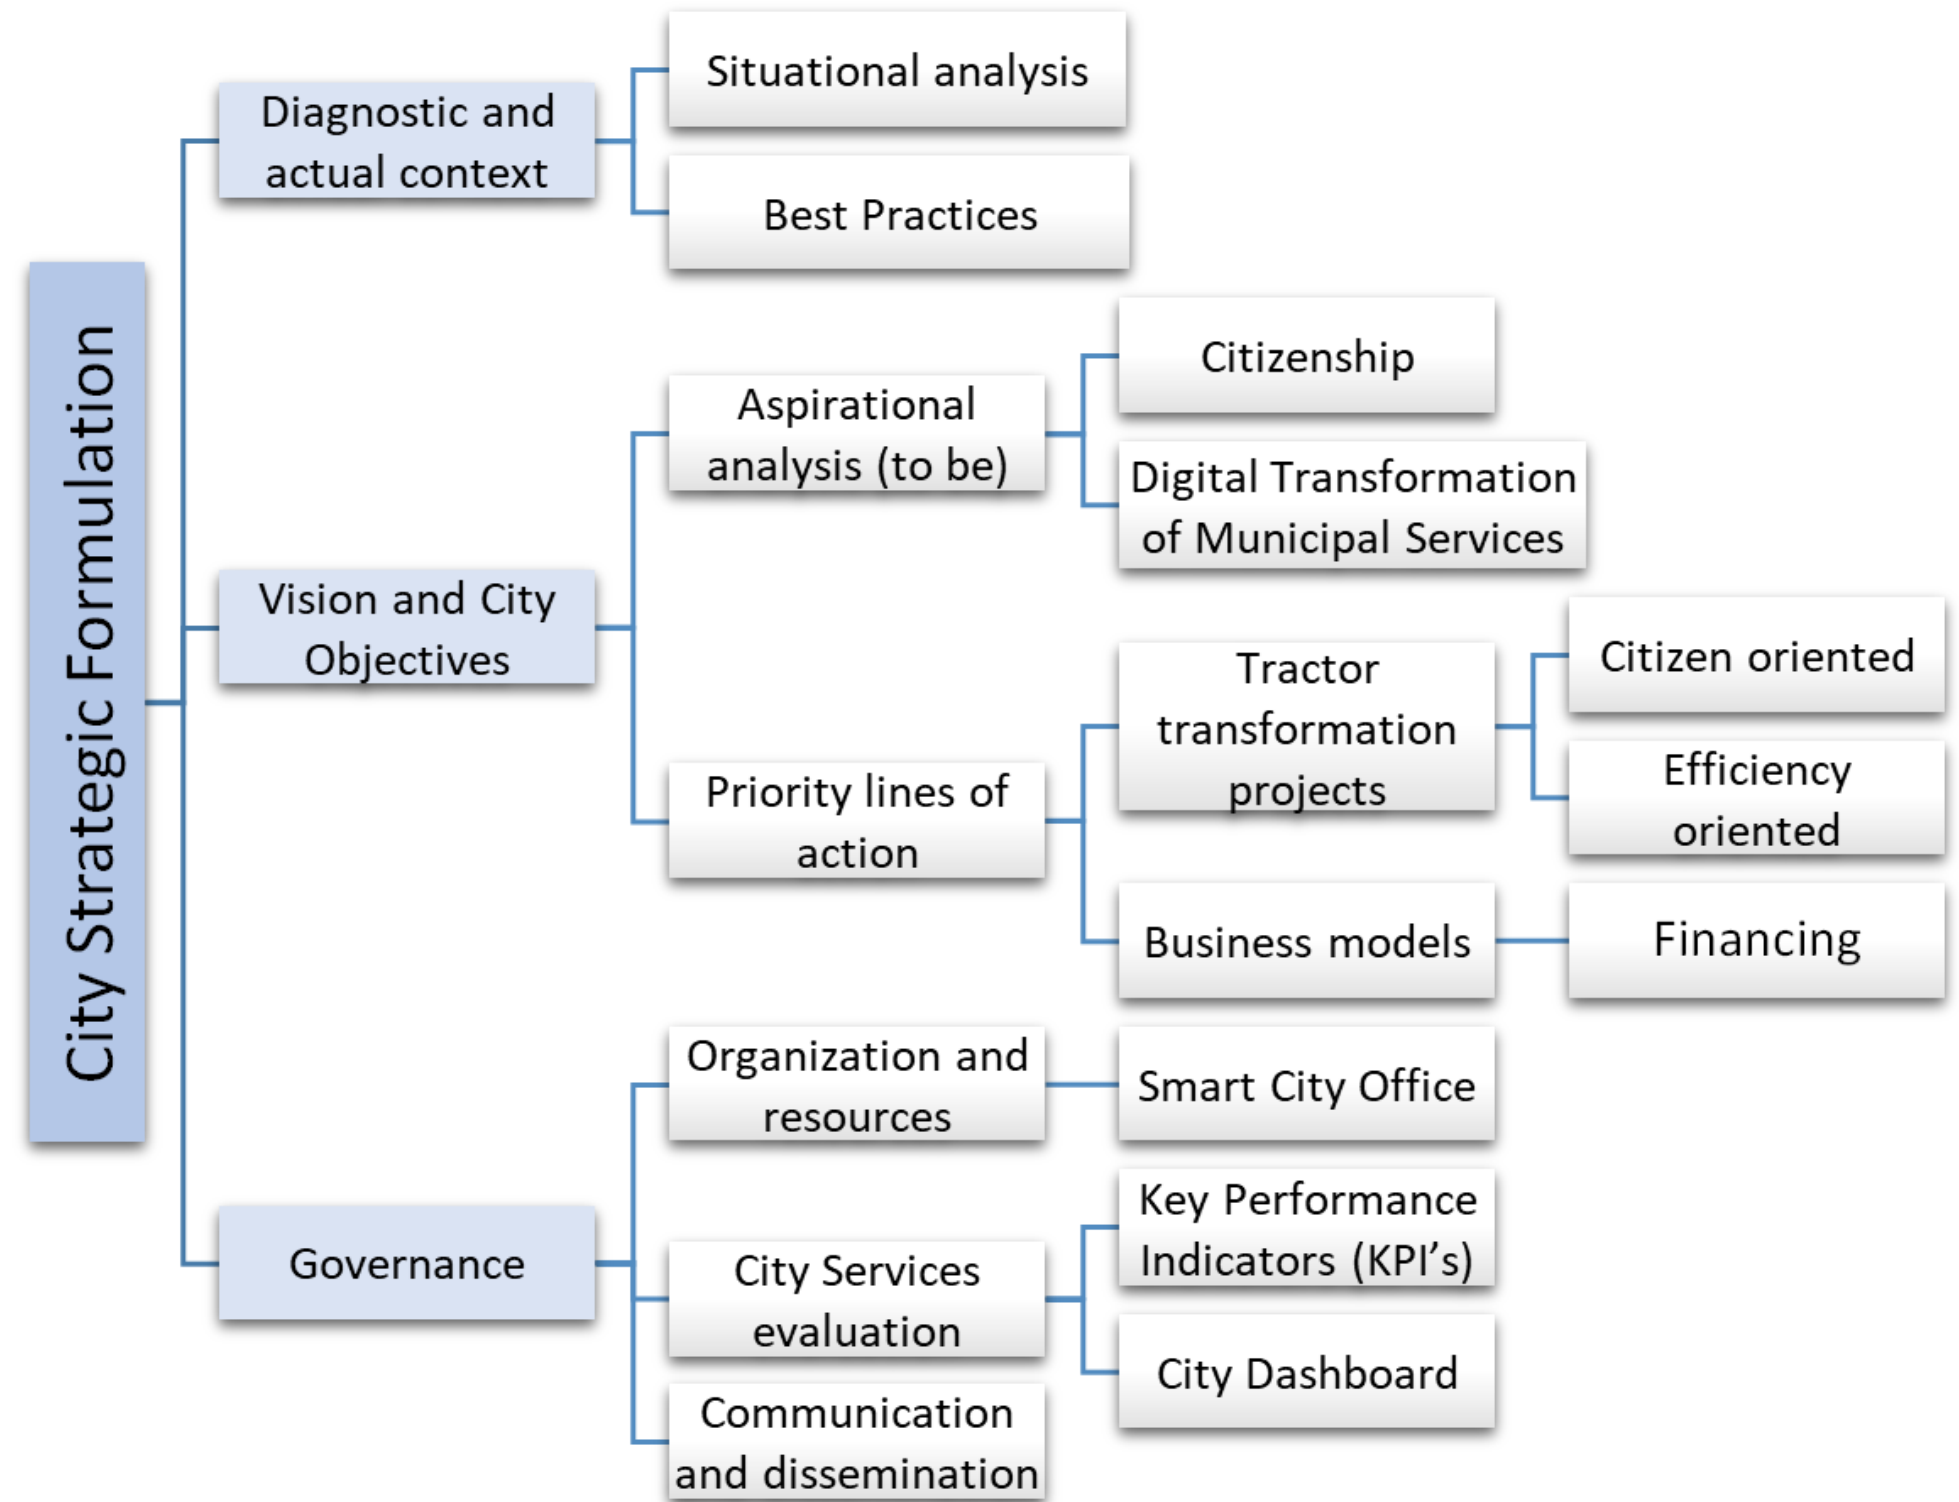 City Strategic Formulation
Diagnostic and
actual context
Situational analysis
Best Practices
Vision and City
Objectives
Aspirational
analysis (to be)
Citizenship
Digital Transformation
of Municipal Services
Priority lines of
action
Tractor
transformation
projects
Citizen oriented
Efficiency
oriented
Business models
Financing
Governance
Organization and
resources
Smart City Office
City Services
evaluation
Key Performance
Indicators (KPI’s)
City Dashboard
Communication
and dissemination